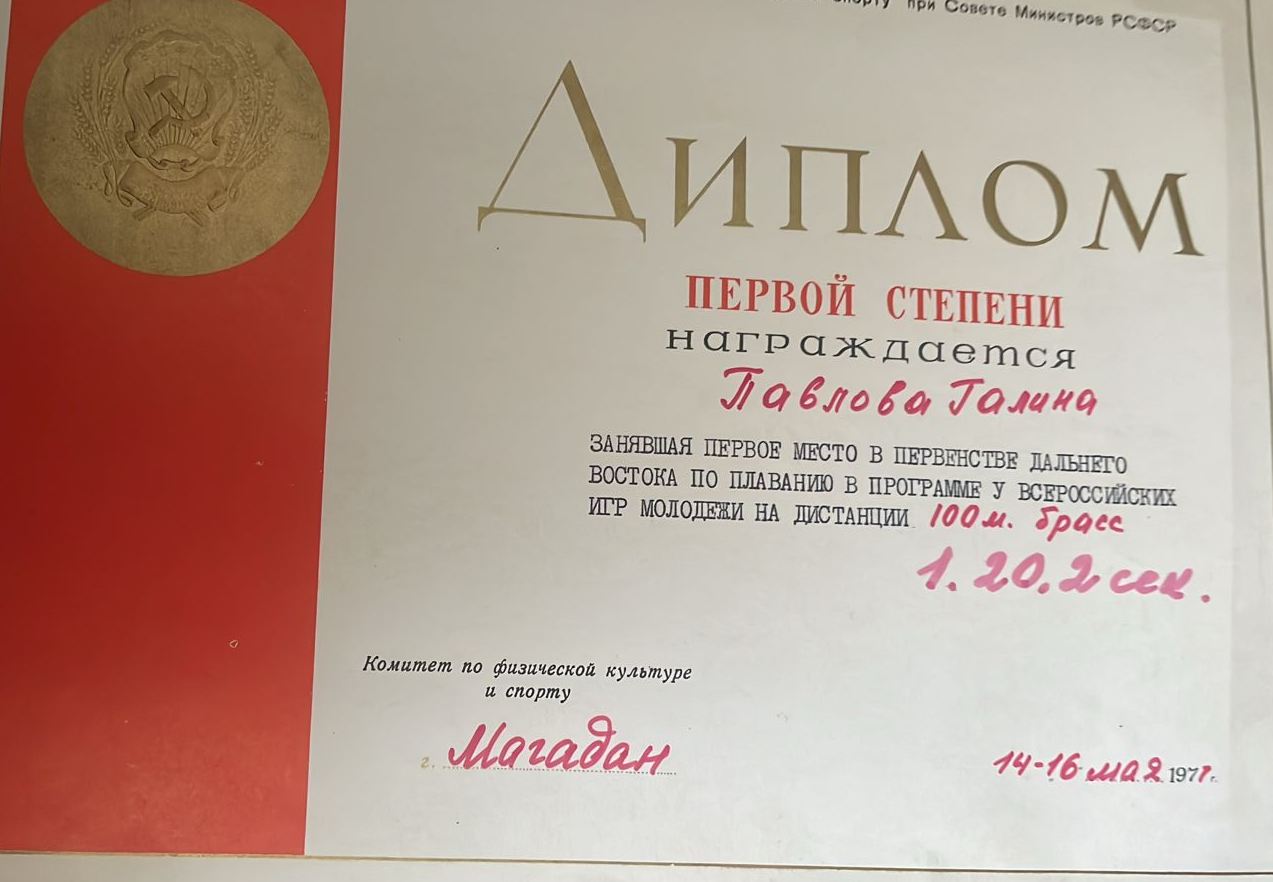 спорту при Совете Министров РСФСР
ДИПЛОМ
ПЕРВОЙ СТЕПЕНИ
награждается
Павлова Галина
ЗАНЯВШАЯ ПЕРВОЕ МЕСТО В ПЕРВЕНСТВЕ ДАЛЬНЕГО
ВОСТОКА ПО ПЛАВАНИЮ В ПРОГРАММЕ У ВСЕРОССИЙСКИХ
ИГР МОЛОДЕЖИ НА ДИСТАНЦИИ 100м. брасс
1.20.2 сек.
Комитет по физической культуре
и спорту
г. Магадан
14-16 мая 1971г.